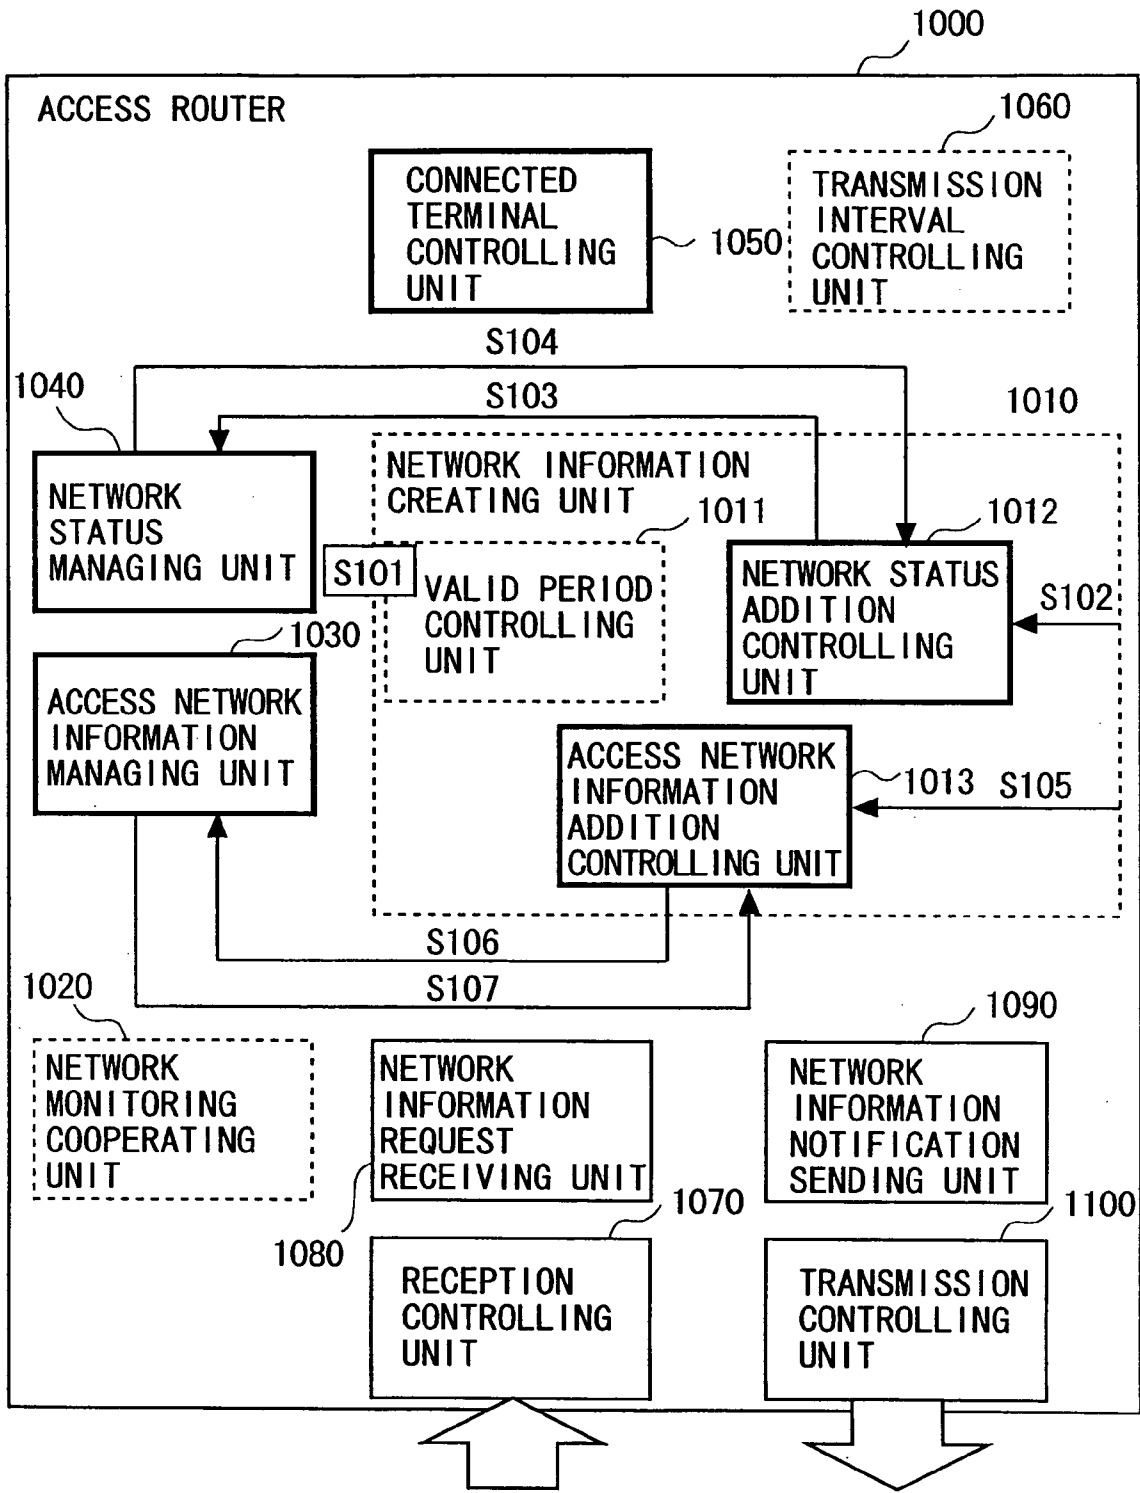 1000
ACCESS ROUTER
1060
CONNECTED
TERMINAL
CONTROLLING
UNIT
1050
TRANSMISSION
INTERVAL
CONTROLLING
UNIT
S104
1040
S103
1010
NETWORK
STATUS
MANAGING UNIT
NETWORK INFORMATION
CREATING UNIT
1011
1012
S101
VALID PERIOD
CONTROLLING
UNIT
NETWORK STATUS
ADDITION
CONTROLLING
UNIT
S102
1030
ACCESS NETWORK
INFORMATION
MANAGING UNIT
ACCESS NETWORK
INFORMATION
ADDITION
CONTROLLING UNIT
1013
S105
S106
S107
1020
1090
NETWORK
MONITORING
COOPERATING
UNIT
NETWORK
INFORMATION
REQUEST
RECEIVING UNIT
NETWORK
INFORMATION
NOTIFICATION
SENDING UNIT
1080
1070
1100
RECEPTION
CONTROLLING
UNIT
TRANSMISSION
CONTROLLING
UNIT